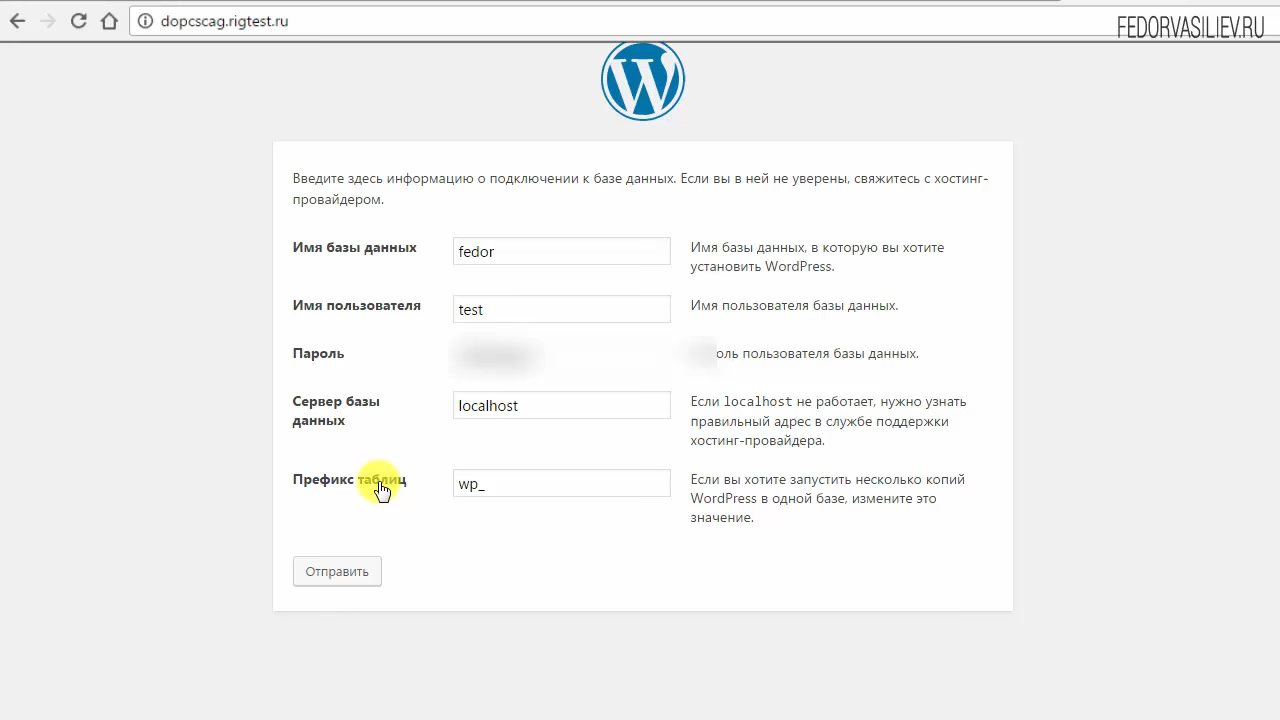 dopcscag.rigtest.ru
FEDORVASILIEV.RU
Введите здесь информацию о подключении к базе данных. Если вы в ней не уверены, свяжитесь с хостинг-
провайдером.
Имя базы данных
fedor
Имя базы данных, в которую вы хотите
установить WordPress.
Имя пользователя
test
Имя пользователя базы данных.
Пароль
оль пользователя базы данных.
Сервер базы
данных
localhost
Если localhost не работает, нужно узнать
правильный адрес в службе поддержки
хостинг-провайдера.
Префикс таблиц
wp_
Если вы хотите запустить несколько копий
WordPress в одной базе, измените это
значение.
Отправить